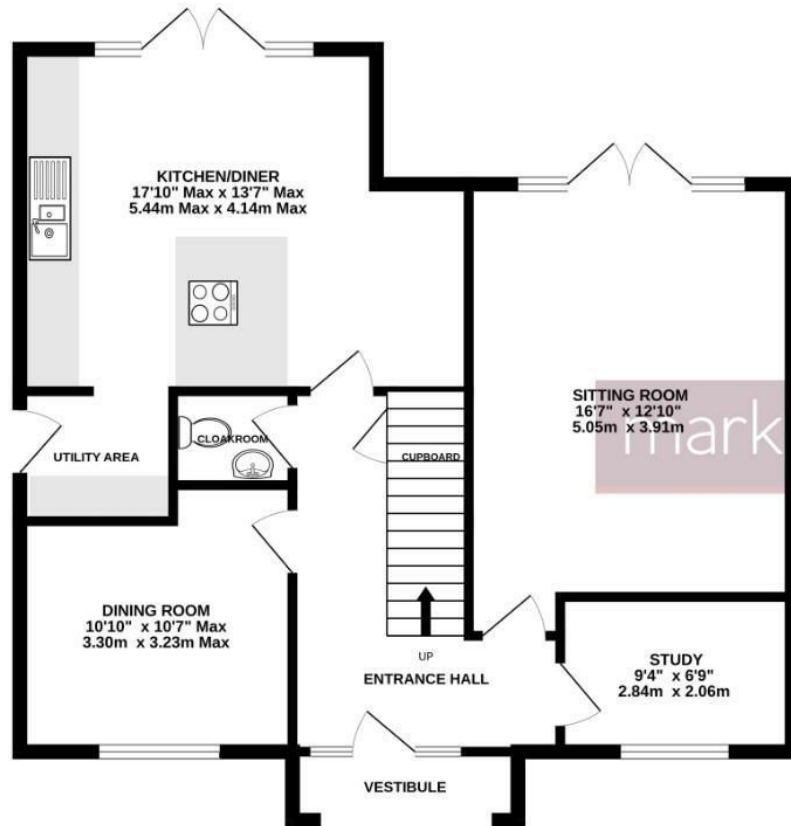 KITCHEN/DINER
17'10" Max x 13'7" Max
5.44m Max x 4.14m Max
SITTING ROOM
16'7" x 12'10"
5.05m x 3.91m
mark
CLOAKROOM
UTILITY AREA
CUPBOARD
DINING ROOM
10'10" x 10'7" Max
3.30m x 3.23m Max
UP
ENTRANCE HALL
STUDY
9'4" x 6'9"
2.84m x 2.06m
VESTIBULE